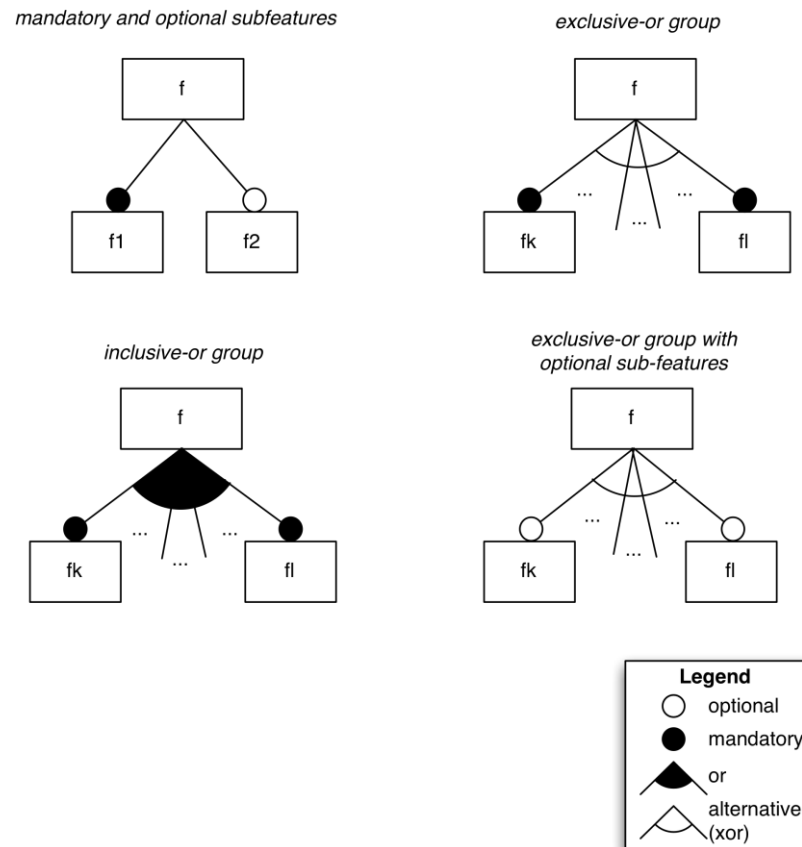 mandatory and optional subfeatures
f
f1
f2
exclusive-or group
f
...
...
...
fk
fl
inclusive-or group
f
...
...
...
fk
fl
exclusive-or group with
optional sub-features
f
...
...
...
fk
fl
Legend
optional
mandatory
or
alternative
(xor)